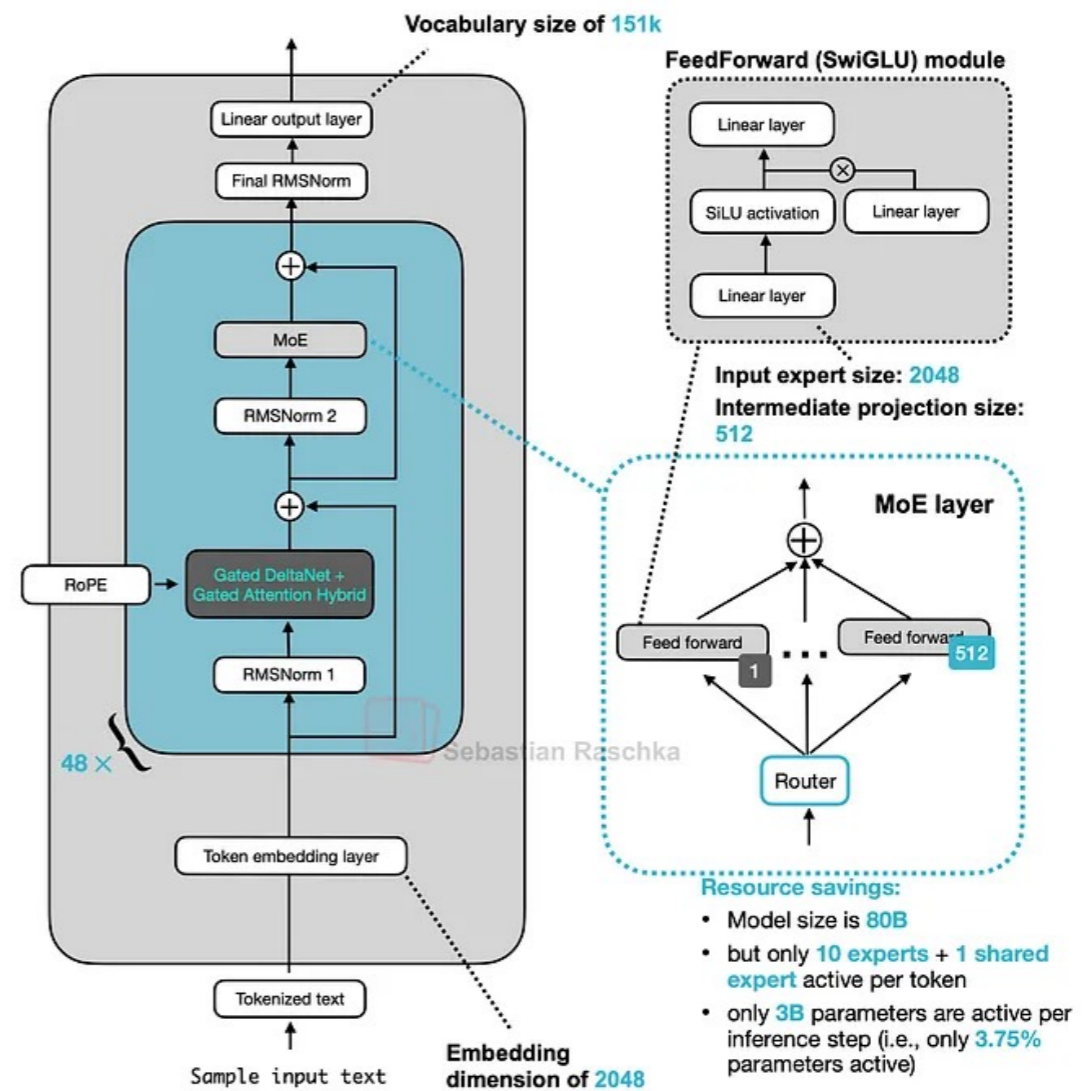 Vocabulary size of 151k
Linear output layer
Final RMSNorm
MoE
RMSNorm 2
RoPE
Gated DeltaNet +
Gated Attention Hybrid
RMSNorm 1
48 ×
Token embedding layer
Tokenized text
Sample input text
Embedding
dimension of 2048
FeedForward (SwiGLU) module
Linear layer
SiLU activation
Linear layer
Linear layer
Input expert size: 2048
Intermediate projection size:
512
MoE layer
Feed forward
1
Feed forward
512
Router
Sebastian Raschka
Resource savings:
• Model size is 80B
• but only 10 experts + 1 shared
expert active per token
• only 3B parameters are active per
inference step (i.e., only 3.75%
parameters active)